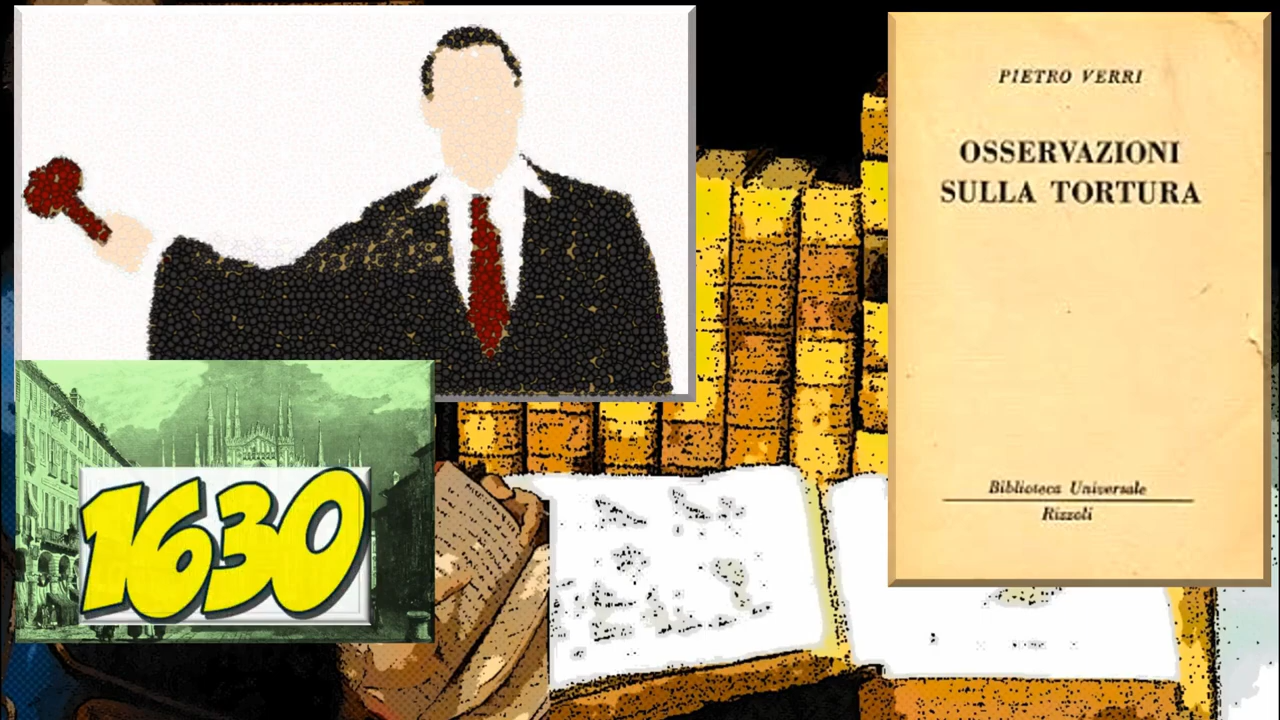 PIETRO VERRI
OSSERVAZIONI
SULLA TORTURA
Biblioteca Universale
Rizzoli
1630